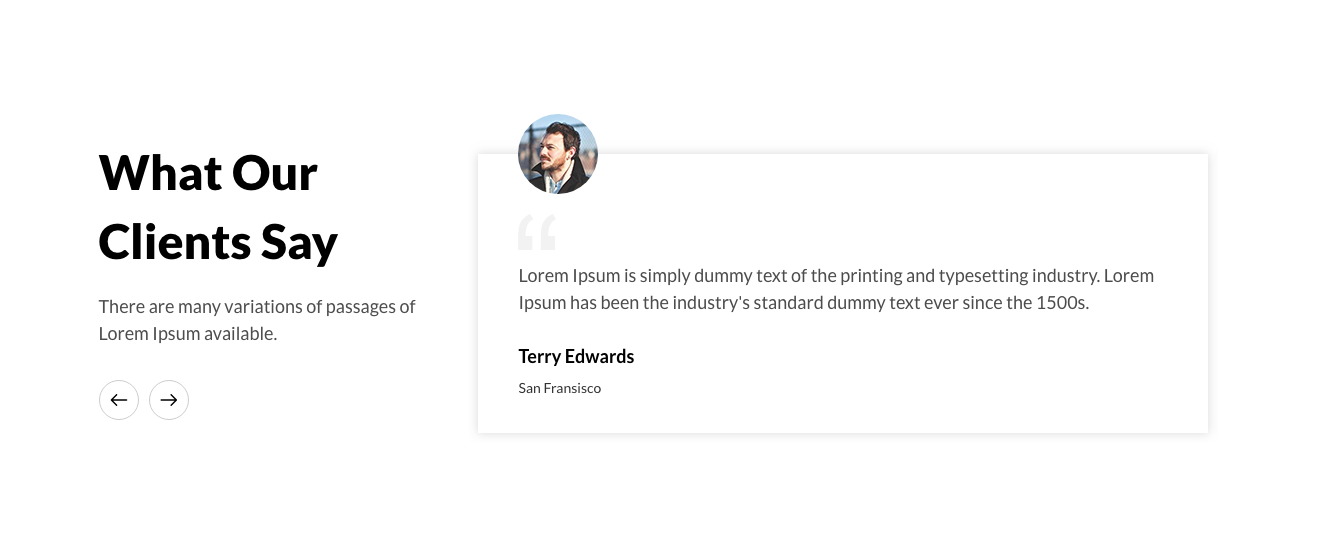 What Our
Clients Say
There are many variations of passages of
Lorem Ipsum available.
“
Lorem Ipsum is simply dummy text of the printing and typesetting industry. Lorem
Ipsum has been the industry's standard dummy text ever since the 1500s.
Terry Edwards
San Fransisco